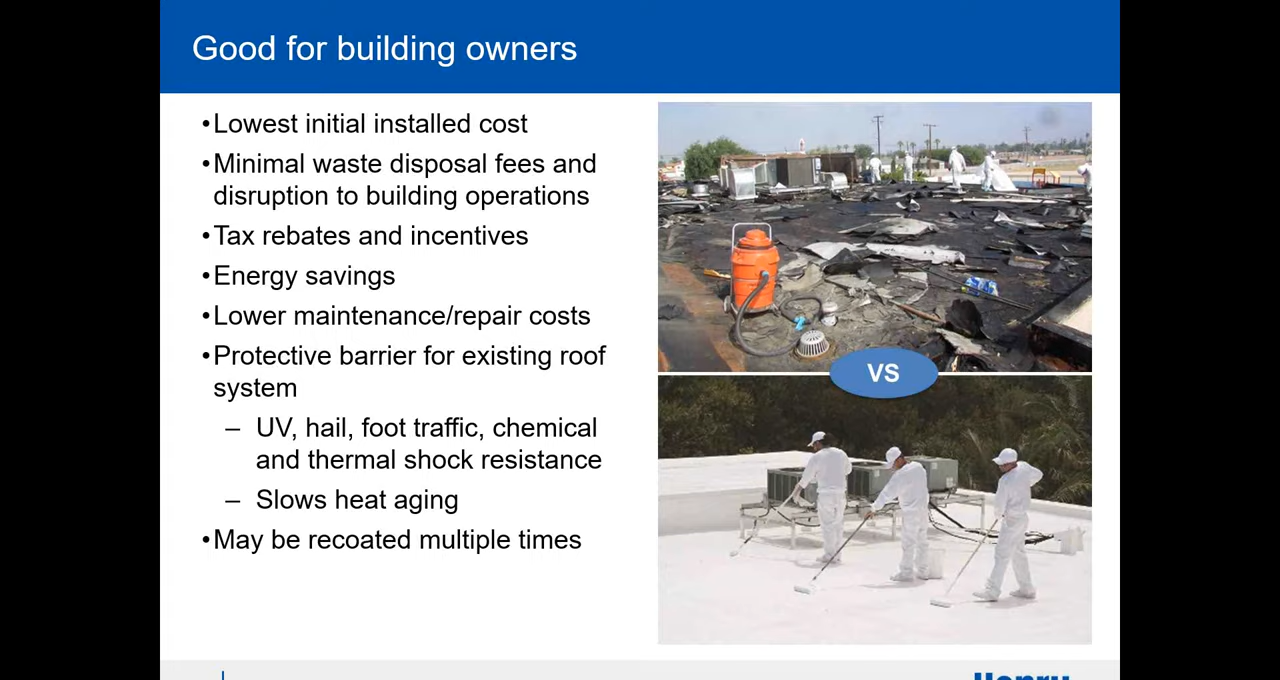 Good for building owners
•Lowest initial installed cost
•Minimal waste disposal fees and
disruption to building operations
•Tax rebates and incentives
•Energy savings
•Lower maintenance/repair costs
•Protective barrier for existing roof
system
– UV, hail, foot traffic, chemical
and thermal shock resistance
– Slows heat aging
•May be recoated multiple times
VS
Henry